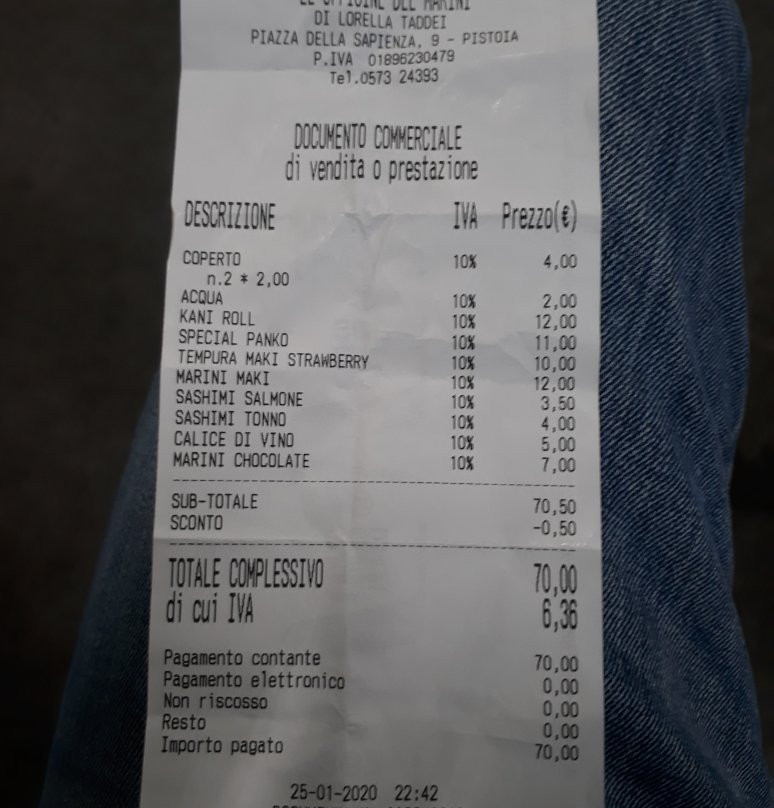 LE OFFICINE DEL MARINI
DI LORELLA TADDEI
PIAZZA DELLA SAPIENZA, 9 - PISTOIA
P.IVA 01896230479
Tel.0573 24393
DOCUMENTO COMMERCIALE
di vendita o prestazione
DESCRIZIONE IVA Prezzo(€)
COPERTO 10% 4,00
n.2 * 2,00
ACQUA 10% 2,00
KANI ROLL 10% 12,00
SPECIAL PANKO 10% 11,00
TEMPURA MAKI STRAWBERRY 10% 10,00
MARINI MAKI 10% 12,00
SASHIMI SALMONE 10% 3,50
SASHIMI TONNO 10% 4,00
CALICE DI VINO 10% 5,00
MARINI CHOCOLATE 10% 7,00
SUB-TOTALE 70,50
SCONTO -0,50
TOTALE COMPLESSIVO 70,00
di cui IVA 6,36
Pagamento contante 70,00
Pagamento elettronico 0,00
Non riscosso 0,00
Resto 0,00
Importo pagato 70,00
25-01-2020 22:42